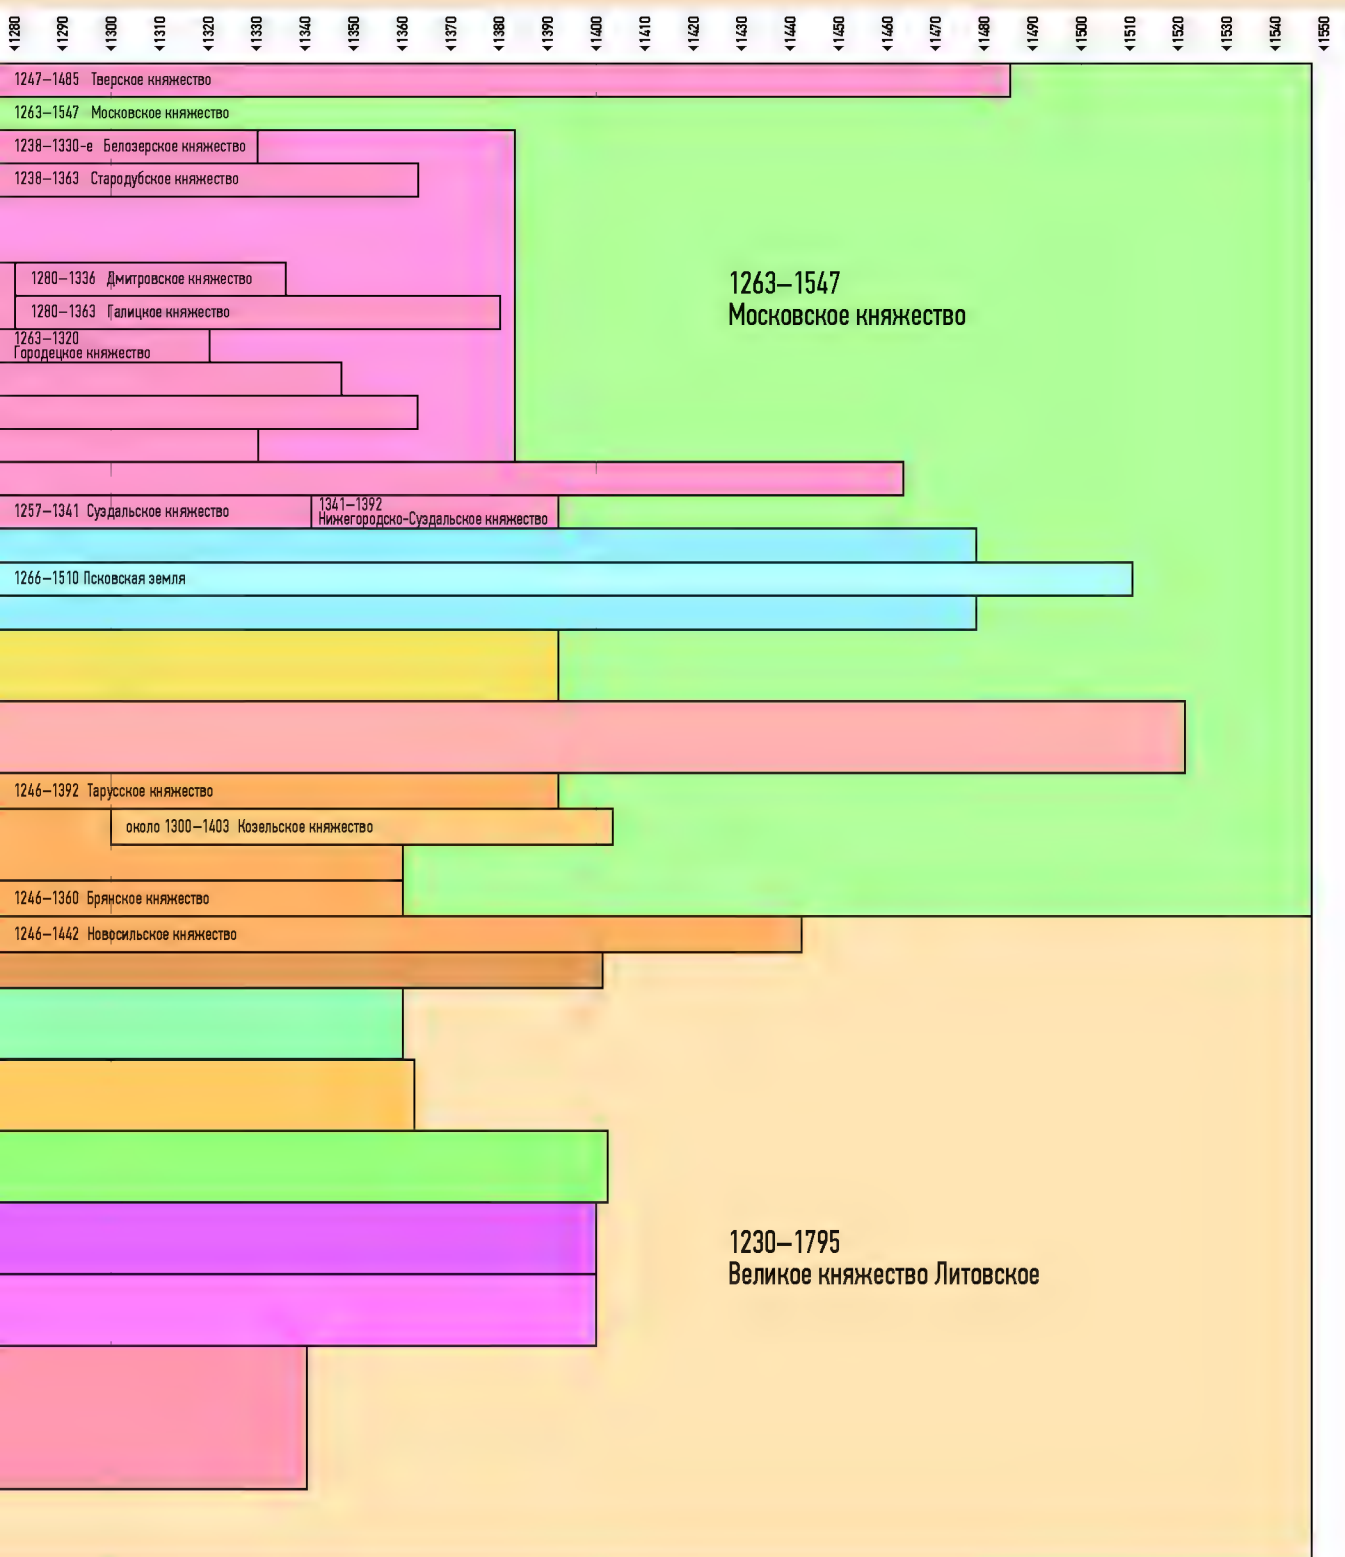 ◂1280
◂1290
◂1300
◂1310
◂1320
◂1330
◂1340
◂1350
◂1360
◂1370
◂1380
◂1390
◂1400
◂1410
◂1420
◂1430
◂1440
◂1450
◂1460
◂1470
◂1480
◂1490
◂1500
◂1510
◂1520
◂1530
◂1540
◂1550
1247–1485 Тверское княжество
1263–1547 Московское княжество
1238–1330-е Белозерское княжество
1238–1363 Стародубское княжество
1280–1336 Дмитровское княжество
1263–1547
Московское княжество
1280–1363 Галицкое княжество
1263–1320
Городецкое княжество
1257–1341 Суздальское княжество
1341–1392
Нижегородско-Суздальское княжество
1266–1510 Псковская земля
1246–1392 Тарусское княжество
около 1300–1403 Козельское княжество
1246–1360 Брянское княжество
1246–1442 Новосильское княжество
1230–1795
Великое княжество Литовское